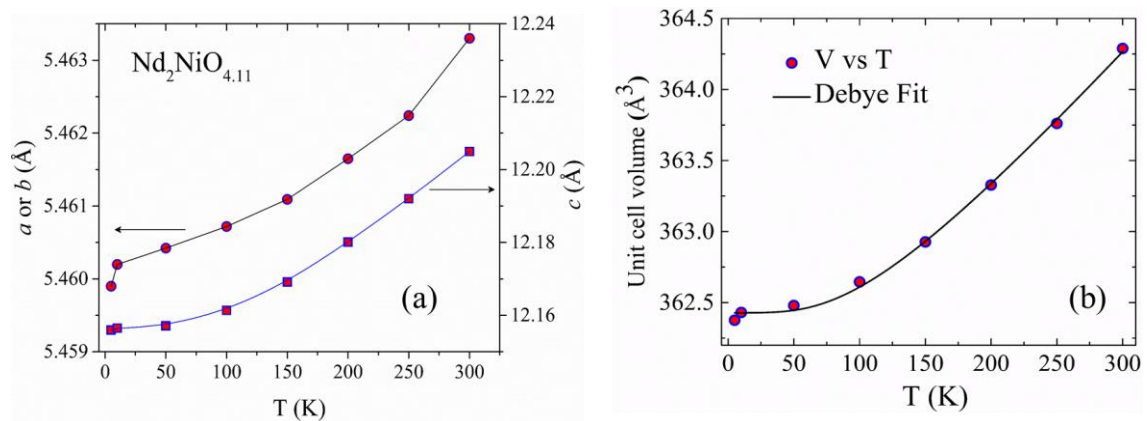 Nd₂NiO₄.₁₁
a or b (Å)
5.463
5.462
5.461
5.460
5.459
0 50 100 150 200 250 300
T (K)
12.24
12.22
12.20
12.18
12.16
c (Å)
(a)
V vs T
Debye Fit
Unit cell volume (Å³)
364.5
364.0
363.5
363.0
362.5
0 50 100 150 200 250 300
T (K)
(b)